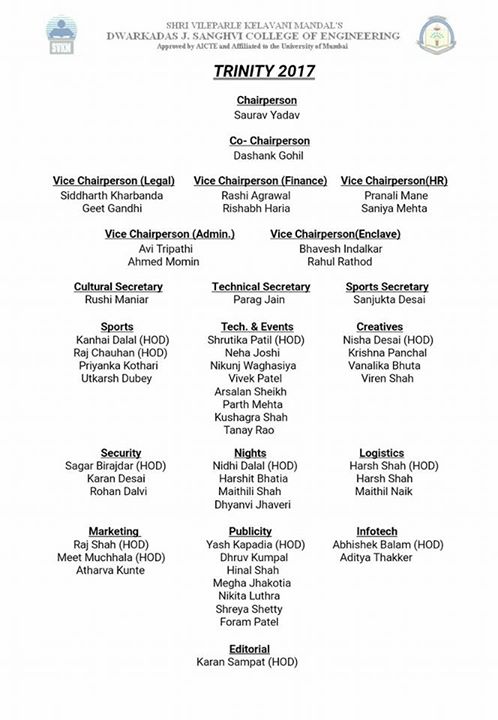 SVKM
SHRI VILEPARLE KELAVANI MANDAL'S
DWARKADAS J. SANGHVI COLLEGE OF ENGINEERING
Approved by AICTE and Affiliated to the University of Mumbai
TRINITY 2017
Chairperson
Saurav Yadav
Co- Chairperson
Dashank Gohil
Vice Chairperson (Legal) Vice Chairperson (Finance) Vice Chairperson(HR)
Siddharth Kharbanda Rashi Agrawal Pranali Mane
Geet Gandhi Rishabh Haria Saniya Mehta
Vice Chairperson (Admin.) Vice Chairperson(Enclave)
Avi Tripathi Bhavesh Indalkar
Ahmed Momin Rahul Rathod
Cultural Secretary Technical Secretary Sports Secretary
Rushi Maniar Parag Jain Sanjukta Desai
Sports Tech. & Events Creatives
Kanhai Dalal (HOD) Shrutika Patil (HOD) Nisha Desai (HOD)
Raj Chauhan (HOD) Neha Joshi Krishna Panchal
Priyanka Kothari Nikunj Waghasiya Vanalika Bhuta
Utkarsh Dubey Vivek Patel Viren Shah
Arsalan Sheikh
Parth Mehta
Kushagra Shah
Tanay Rao
Security Nights Logistics
Sagar Birajdar (HOD) Nidhi Dalal (HOD) Harsh Shah (HOD)
Karan Desai Harshit Bhatia Harsh Shah
Rohan Dalvi Maithili Shah Maithil Naik
Dhyanvi Jhaveri
Marketing Publicity Infotech
Raj Shah (HOD) Yash Kapadia (HOD) Abhishek Balam (HOD)
Meet Muchhala (HOD) Dhruv Kumpal Aditya Thakker
Atharva Kunte Hinal Shah
Megha Jhakotia
Nikita Luthra
Shreya Shetty
Foram Patel
Editorial
Karan Sampat (HOD)